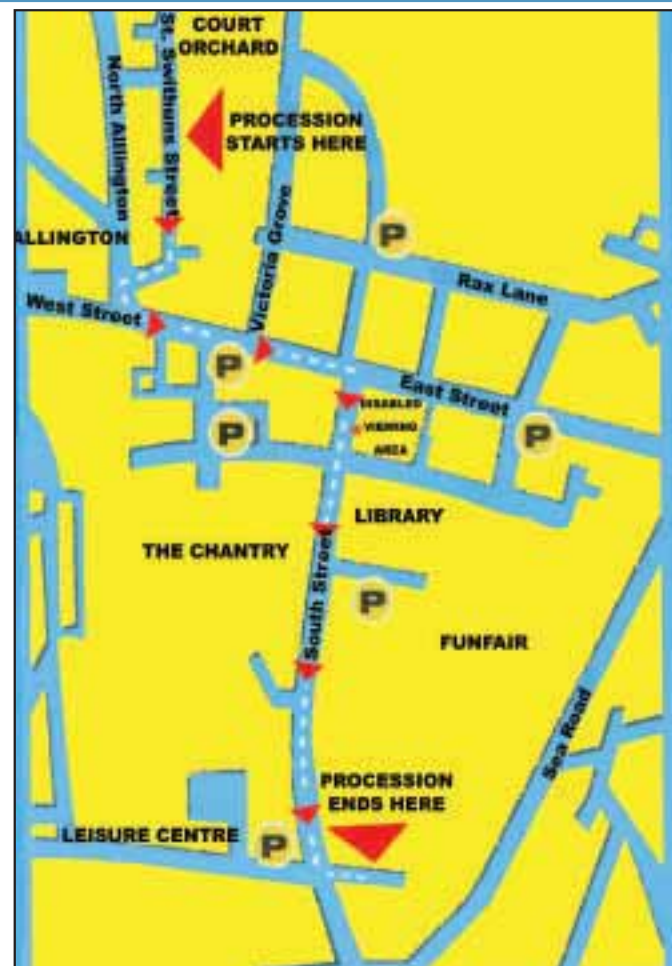 COURT
ORCHARD
St. Swithuns Street
North Allington
PROCESSION
STARTS HERE
ALLINGTON
Victoria Grove
P
Rax Lane
West Street
P
East Street
DISABLED
VIEWING
AREA
P
P
LIBRARY
THE CHANTRY
South Street
P
FUNFAIR
Sea Road
PROCESSION
ENDS HERE
LEISURE CENTRE
P